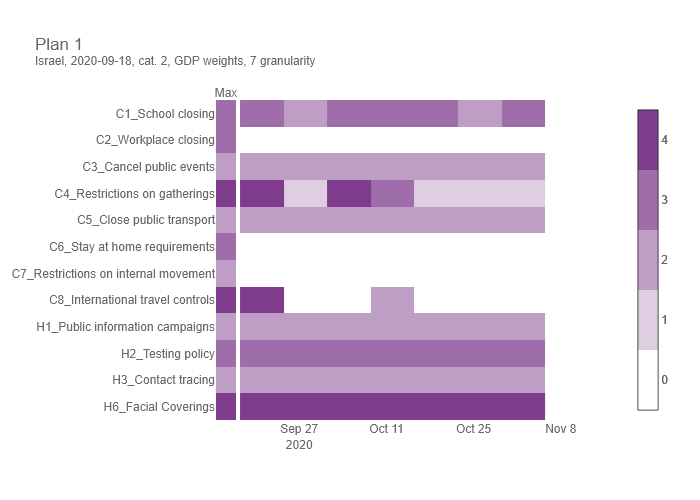 Plan 1
Israel, 2020-09-18, cat. 2, GDP weights, 7 granularity
Max
C1_School closing
C2_Workplace closing
C3_Cancel public events
C4_Restrictions on gatherings
C5_Close public transport
C6_Stay at home requirements
C7_Restrictions on internal movement
C8_International travel controls
H1_Public information campaigns
H2_Testing policy
H3_Contact tracing
H6_Facial Coverings
Sep 27 Oct 11 Oct 25 Nov 8
2020
4
3
2
1
0